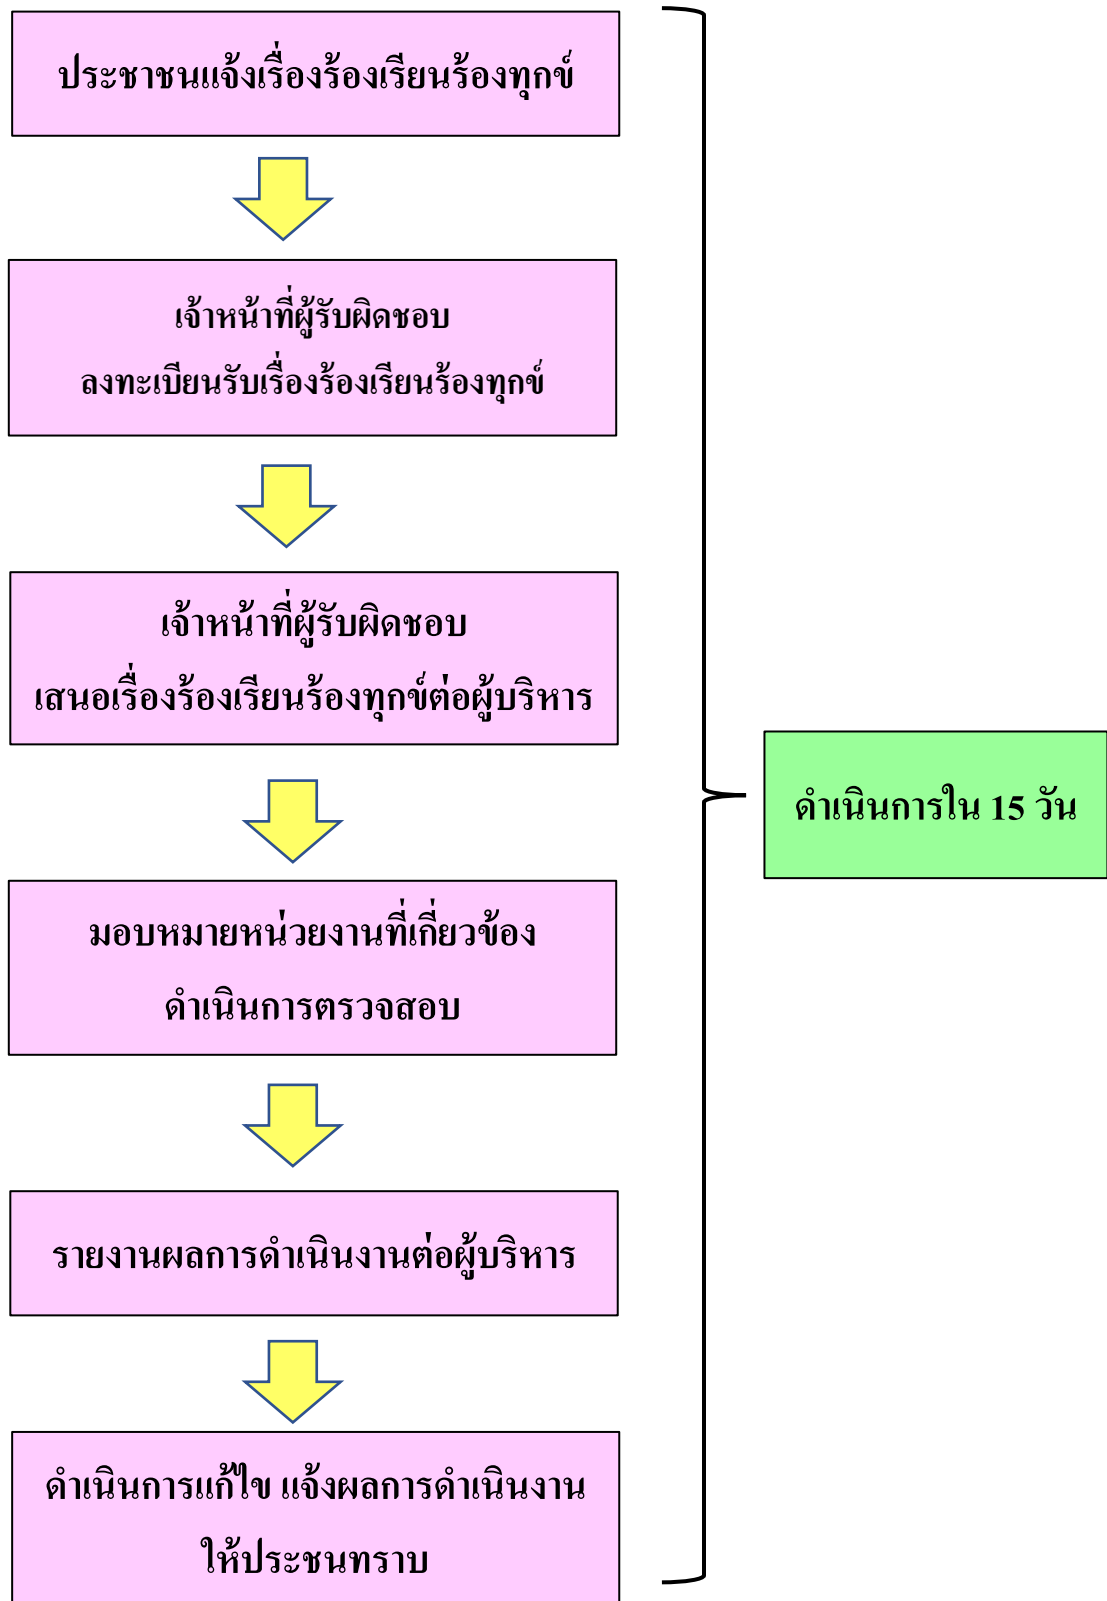 ประชาชนแจ้งเรื่องร้องเรียนร้องทุกข์
เจ้าหน้าที่ผู้รับผิดชอบ
ลงทะเบียนรับเรื่องร้องเรียนร้องทุกข์
เจ้าหน้าที่ผู้รับผิดชอบ
เสนอเรื่องร้องเรียนร้องทุกข์ต่อผู้บริหาร
มอบหมายหน่วยงานที่เกี่ยวข้อง
ดำเนินการตรวจสอบ
รายงานผลการดำเนินงานต่อผู้บริหาร
ดำเนินการแก้ไข แจ้งผลการดำเนินงาน
ให้ประชนทราบ
ดำเนินการใน 15 วัน